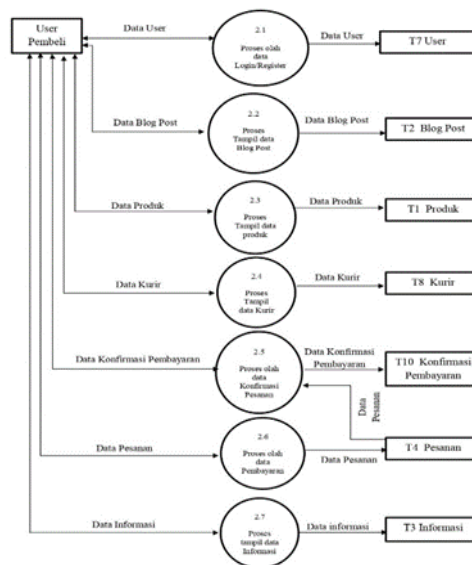 User
Pembeli
Data User
2.1
Proses olah
data
Login/Register
Data User
T7 User
Data Blog Post
2.2
Proses
Tampil data
Blog Post
Data Blog Post
T2 Blog Post
Data Produk
2.3
Proses
Tampil data
produk
Data Produk
T1 Produk
Data Kurir
2.4
Proses
Tampil
data Kurir
Data Kurir
T8 Kurir
Data Konfirmasi Pembayaran
2.5
Proses olah
data
Konfirmasi
Pesanan
Data Konfirmasi
Pembayaran
T10 Konfirmasi
Pembayaran
Data
Pesanan
Data Pesanan
2.6
Proses olah
data
Pembayaran
Data Pesanan
T4 Pesanan
Data Informasi
2.7
Proses
tampil data
Informasi
Data informasi
T3 Informasi